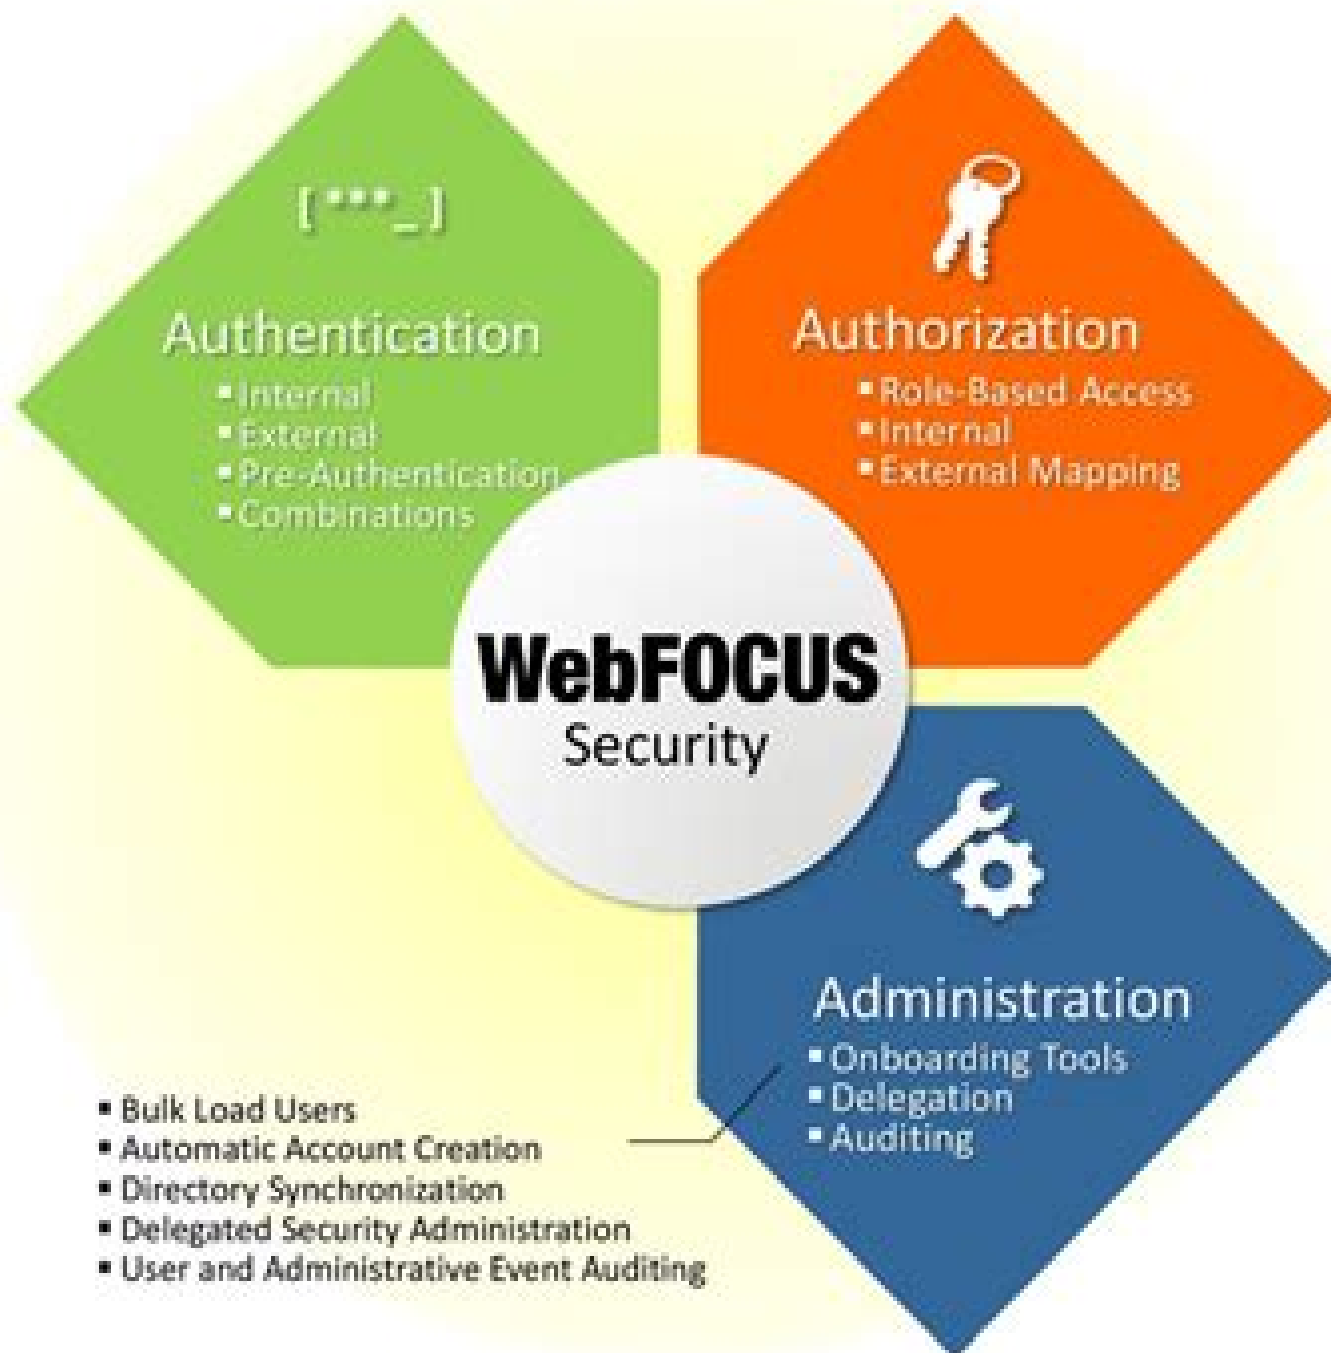 [***_]
Authentication
▪ Internal
▪ External
▪ Pre-Authentication
▪ Combinations
Authorization
▪ Role-Based Access
▪ Internal
▪ External Mapping
WebFOCUS
Security
Administration
▪ Onboarding Tools
▪ Delegation
▪ Auditing
▪ Bulk Load Users
▪ Automatic Account Creation
▪ Directory Synchronization
▪ Delegated Security Administration
▪ User and Administrative Event Auditing